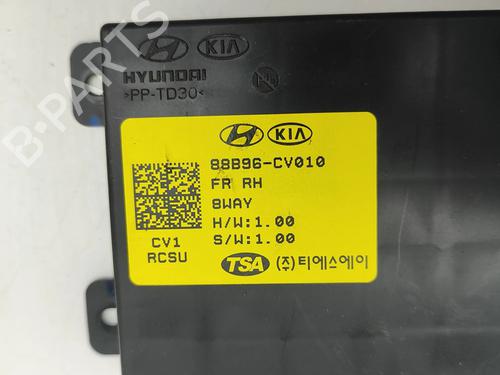 KIA
HYUNDAI
>PP-TD30<
KIA
88B96-CV010
FR RH
8WAY
H/W:1.00
S/W:1.00
CV1
RCSU
TSA (주)티에스에이
B-PARTS